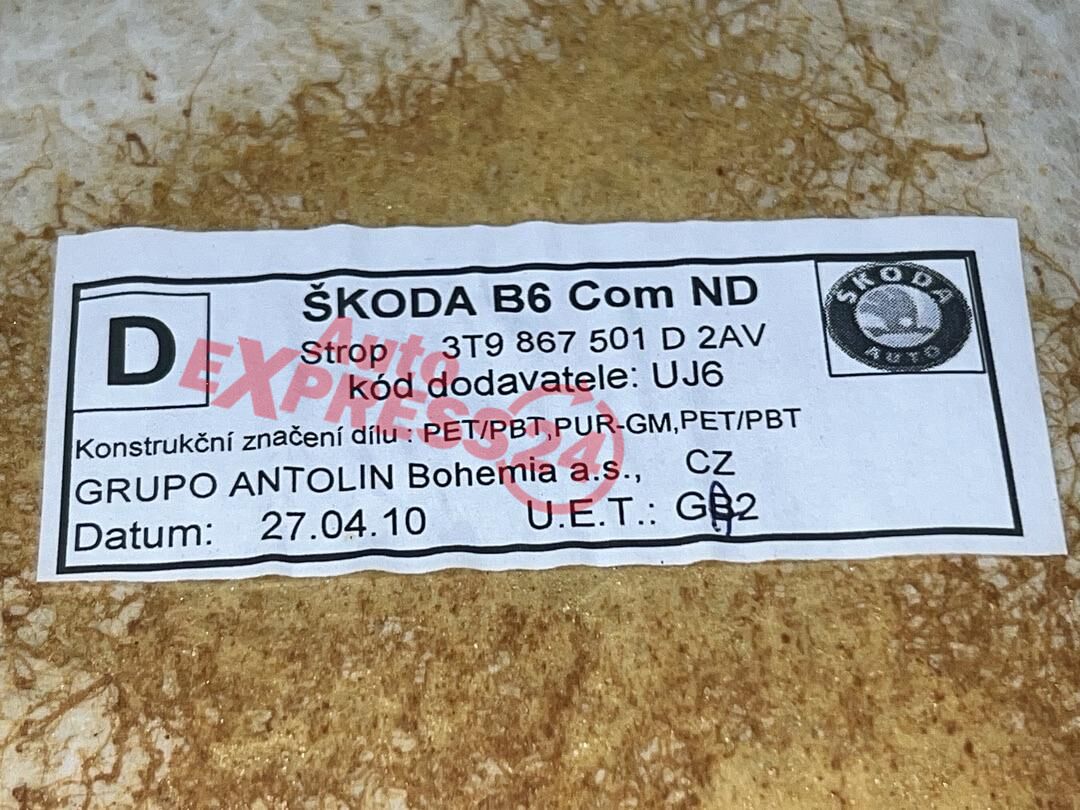 D
ŠKODA B6 Com ND
ŠKODA
AUTO
Strop 3T9 867 501 D 2AV
kód dodavatele: UJ6
Konstrukční značení dílu : PET/PBT,PUR-GM,PET/PBT
GRUPO ANTOLIN Bohemia a.s., CZ
Datum: 27.04.10 U.E.T.:
Auto
EXPRESS24